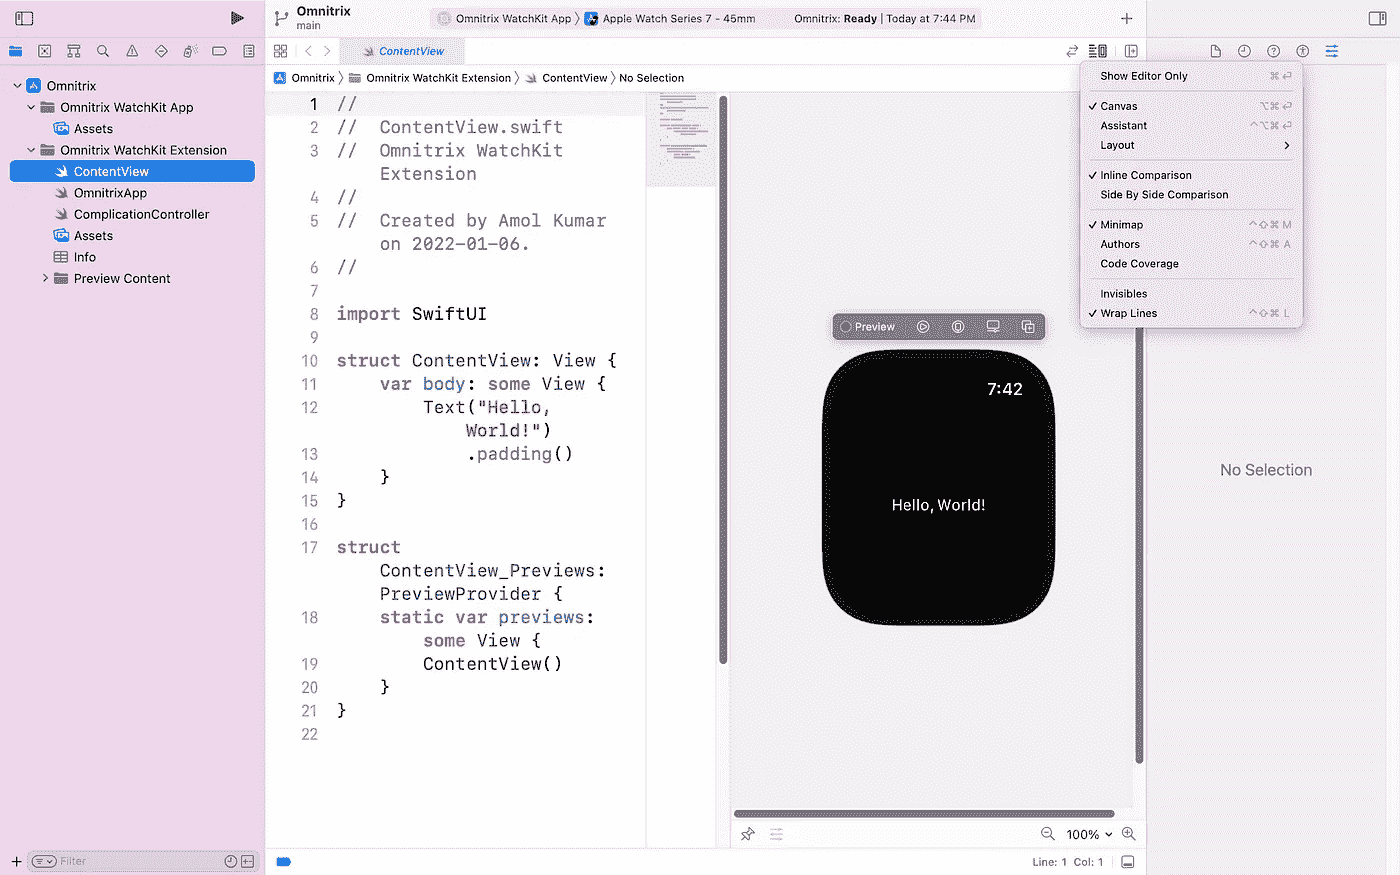 Omnitrix
main
Omnitrix WatchKit App
Apple Watch Series 7 - 45mm
Omnitrix: Ready | Today at 7:44 PM
ContentView
Omnitrix
Omnitrix WatchKit Extension
ContentView
No Selection
Omnitrix
Omnitrix WatchKit App
Assets
Omnitrix WatchKit Extension
ContentView
OmnitrixApp
ComplicationController
Assets
Info
Preview Content
Filter
1 //
2 // ContentView.swift
3 // Omnitrix WatchKit
Extension
4 //
5 // Created by Amol Kumar
on 2022-01-06.
6 //
7
8 import SwiftUI
9
10 struct ContentView: View {
11 var body: some View {
12 Text("Hello,
World!")
13 .padding()
14 }
15 }
16
17 struct
ContentView_Previews:
PreviewProvider {
18 static var previews:
some View {
19 ContentView()
20 }
21 }
22
Preview
7:42
Hello, World!
100%
Line: 1 Col: 1
Show Editor Only ⌘ ↩
✓ Canvas ⌥⌘ ↩
Assistant ^⌥⌘ ↩
Layout >
✓ Inline Comparison
Side By Side Comparison
✓ Minimap ^⇧⌘ M
Authors ^⇧⌘ A
Code Coverage
Invisibles
✓ Wrap Lines ^⇧⌘ L
No Selection